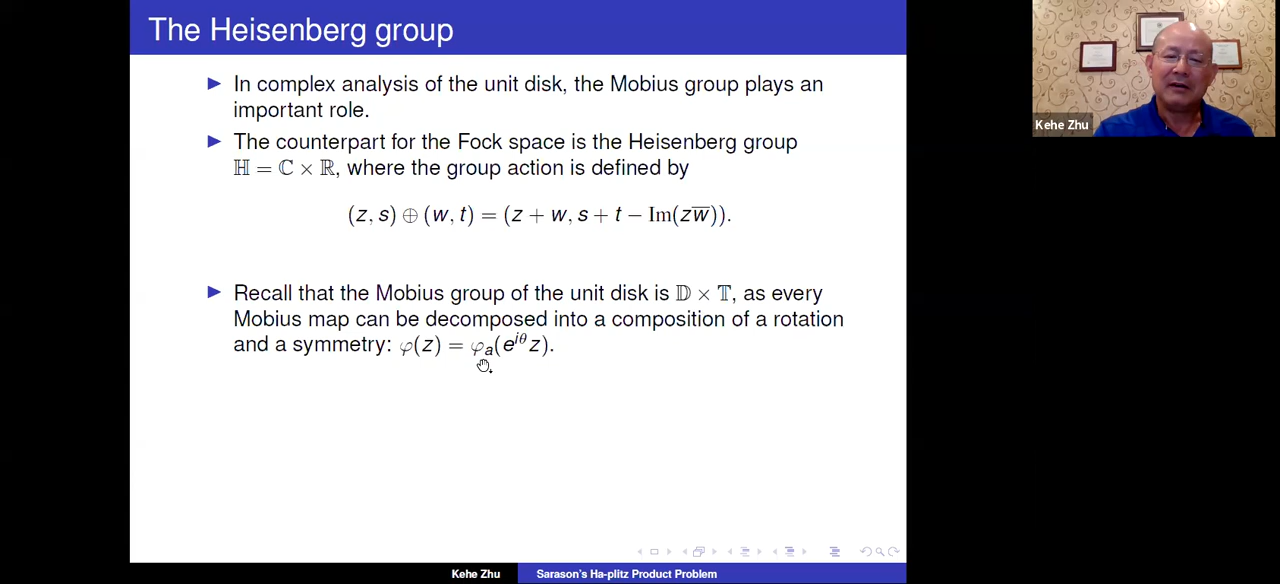 The Heisenberg group
▶ In complex analysis of the unit disk, the Mobius group plays an
important role.
▶ The counterpart for the Fock space is the Heisenberg group
ℍ = ℂ × ℝ, where the group action is defined by
(z, s) ⊕ (w, t) = (z + w, s + t − Im(zw̅)).
▶ Recall that the Mobius group of the unit disk is 𝔻 × 𝕋, as every
Mobius map can be decomposed into a composition of a rotation
and a symmetry: φ(z) = φₐ(e^{iθ}z).
Kehe Zhu
Kehe Zhu
Sarason's Ha-plitz Product Problem